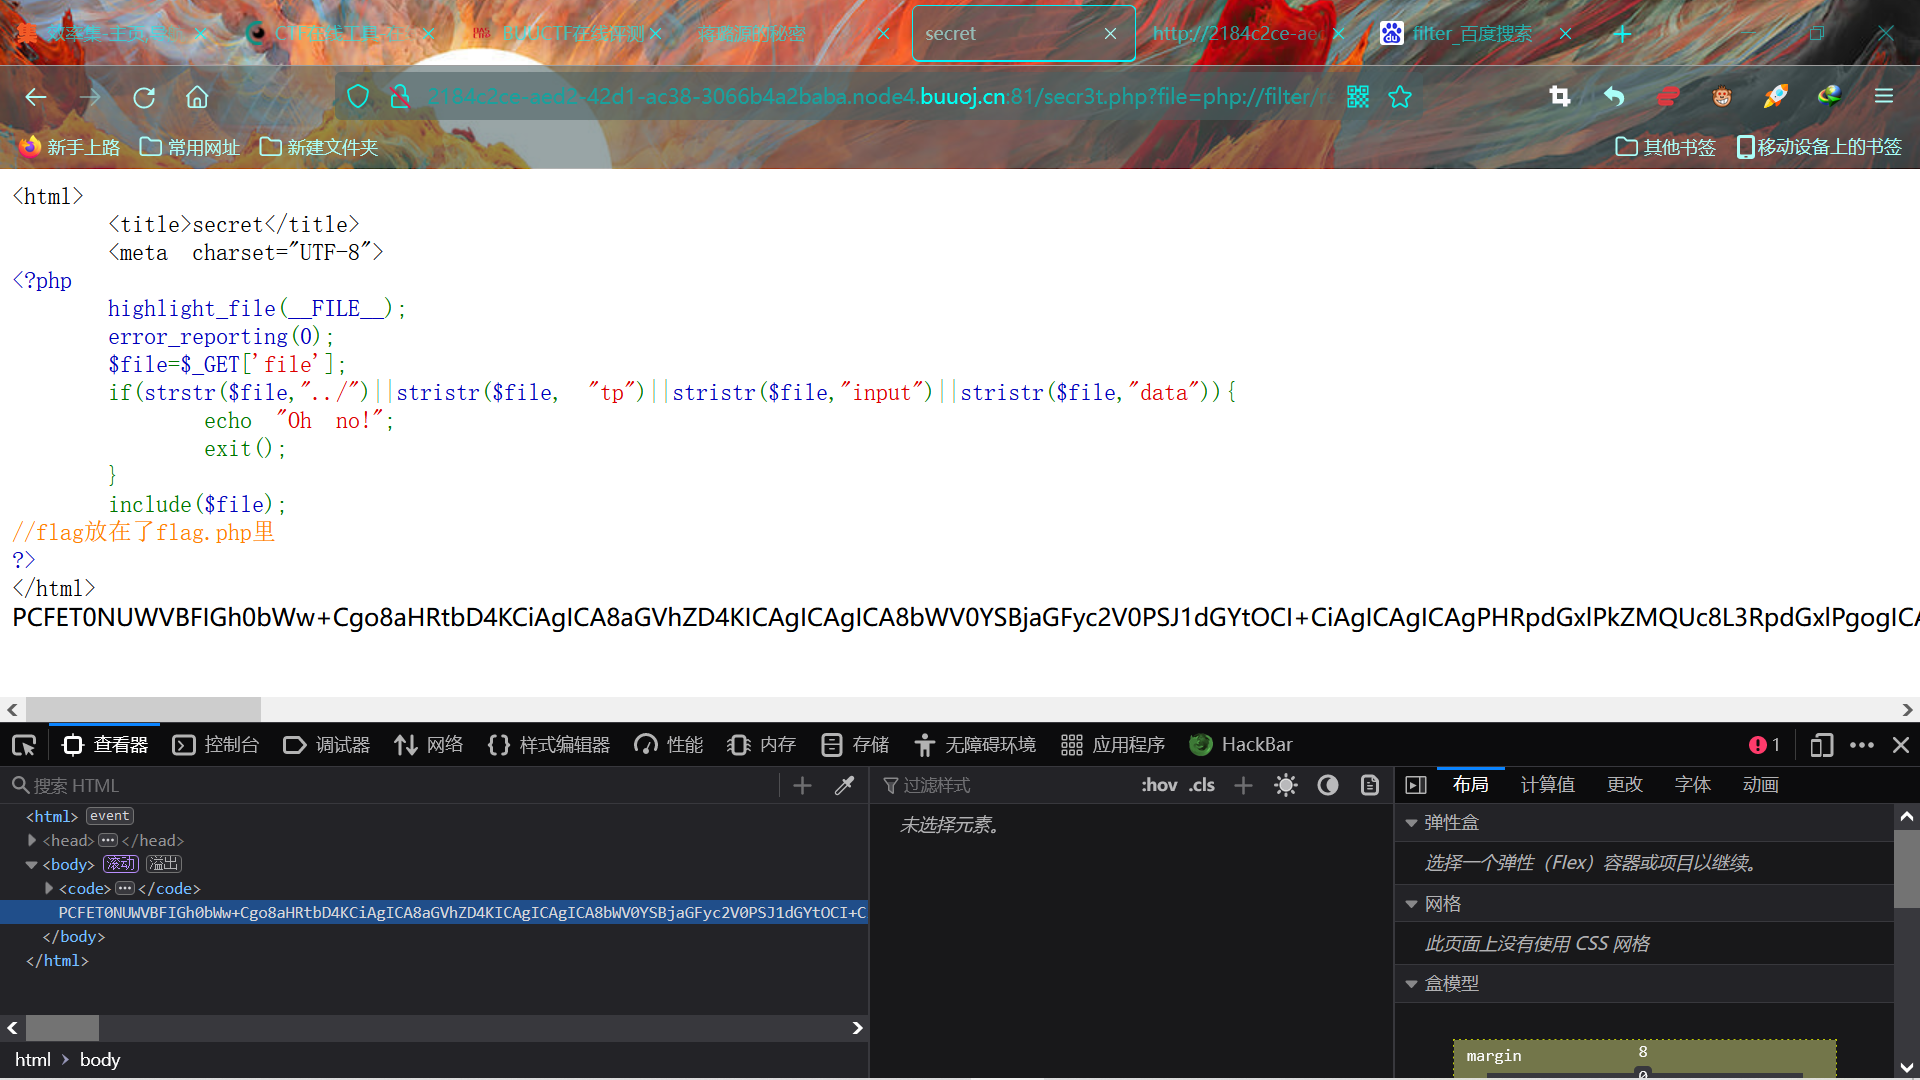 效率集-主页|导
CTF在线工具-
BUUCTF在线评测
蒋璐源的秘密
secret
http://2184c2ce-aec
filter_百度搜索
2184c2ce-aed2-42d1-ac38-3066b4a2baba.node4.buuoj.cn:81/secr3t.php?file=php://filter/r
新手上路
常用网址
新建文件夹
其他书签
移动设备上的书签
<html>
<title>secret</title>
<meta charset="UTF-8">
<?php
highlight_file(__FILE__);
error_reporting(0);
$file=$_GET['file'];
if(strstr($file,"../")||stristr($file, "tp")||stristr($file,"input")||stristr($file,"data")){
echo "Oh no!";
exit();
}
include($file);
//flag放在了flag.php里
?>
</html>
PCFET0NUWVBFIGh0bWw+Cgo8aHRtbD4KCiAgICA8aGVhZD4KICAgICAgICA8bWV0YSBjaGFyc2V0PSJ1dGYtOCI+CiAgICAgICAgPHRpdGxlPkZMQUc8L3RpdGxlPgogICA
查看器
控制台
调试器
网络
样式编辑器
性能
内存
存储
无障碍环境
应用程序
HackBar
1
搜索 HTML
过滤样式
:hov .cls
布局
计算值
更改
字体
动画
<html> event
<head> </head>
<body> 滚动 溢出
<code> </code>
PCFET0NUWVBFIGh0bWw+Cgo8aHRtbD4KCiAgICA8aGVhZD4KICAgICAgICA8bWV0YSBjaGFyc2V0PSJ1dGYtOCI+C
</body>
</html>
html › body
未选择元素。
弹性盒
选择一个弹性（Flex）容器或项目以继续。
网格
此页面上没有使用 CSS 网格
盒模型
margin
8
0